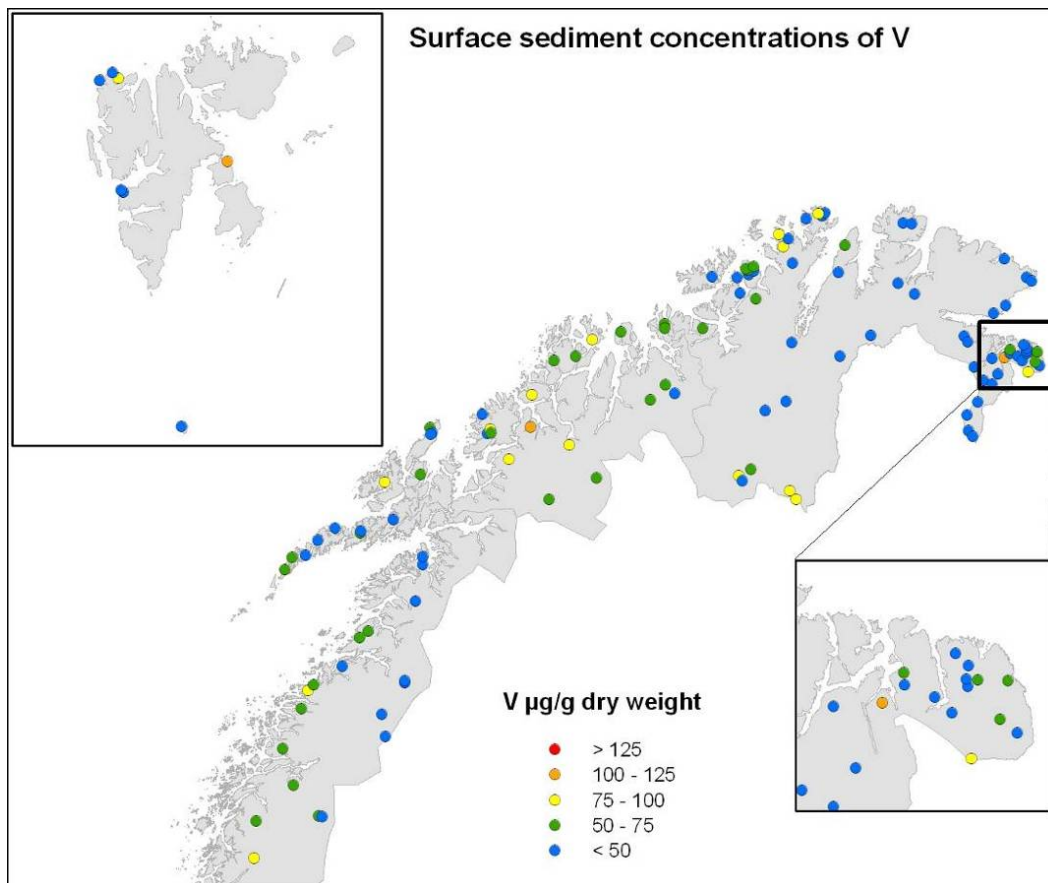 Surface sediment concentrations of V
V µg/g dry weight
> 125
100 - 125
75 - 100
50 - 75
< 50